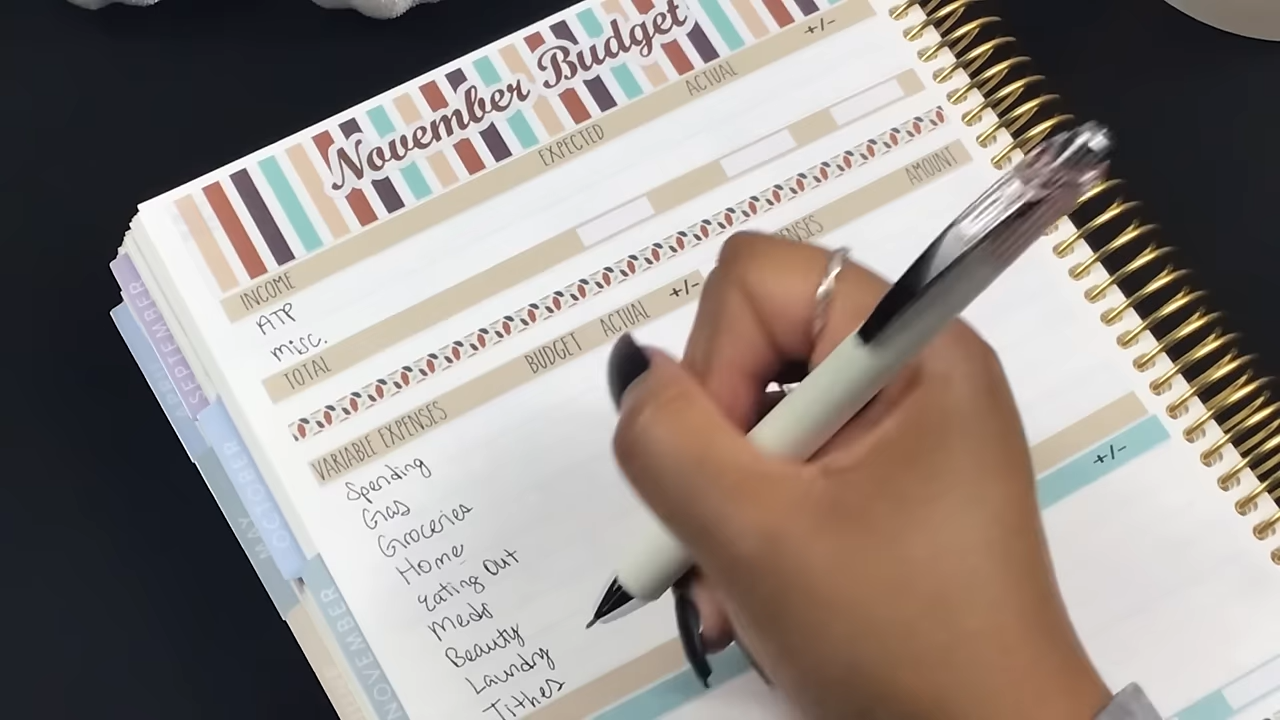 November Budget
INCOME EXPECTED ACTUAL +/-
ATP
misc.
TOTAL
VARIABLE EXPENSES BUDGET ACTUAL +/-
AMOUNT
Spending
Gas
Groceries
Home
Eating Out
Meds
Beauty
Laundry
Tithes
+/-
SEPTEMBER
OCTOBER
MAY
NOVEMBER